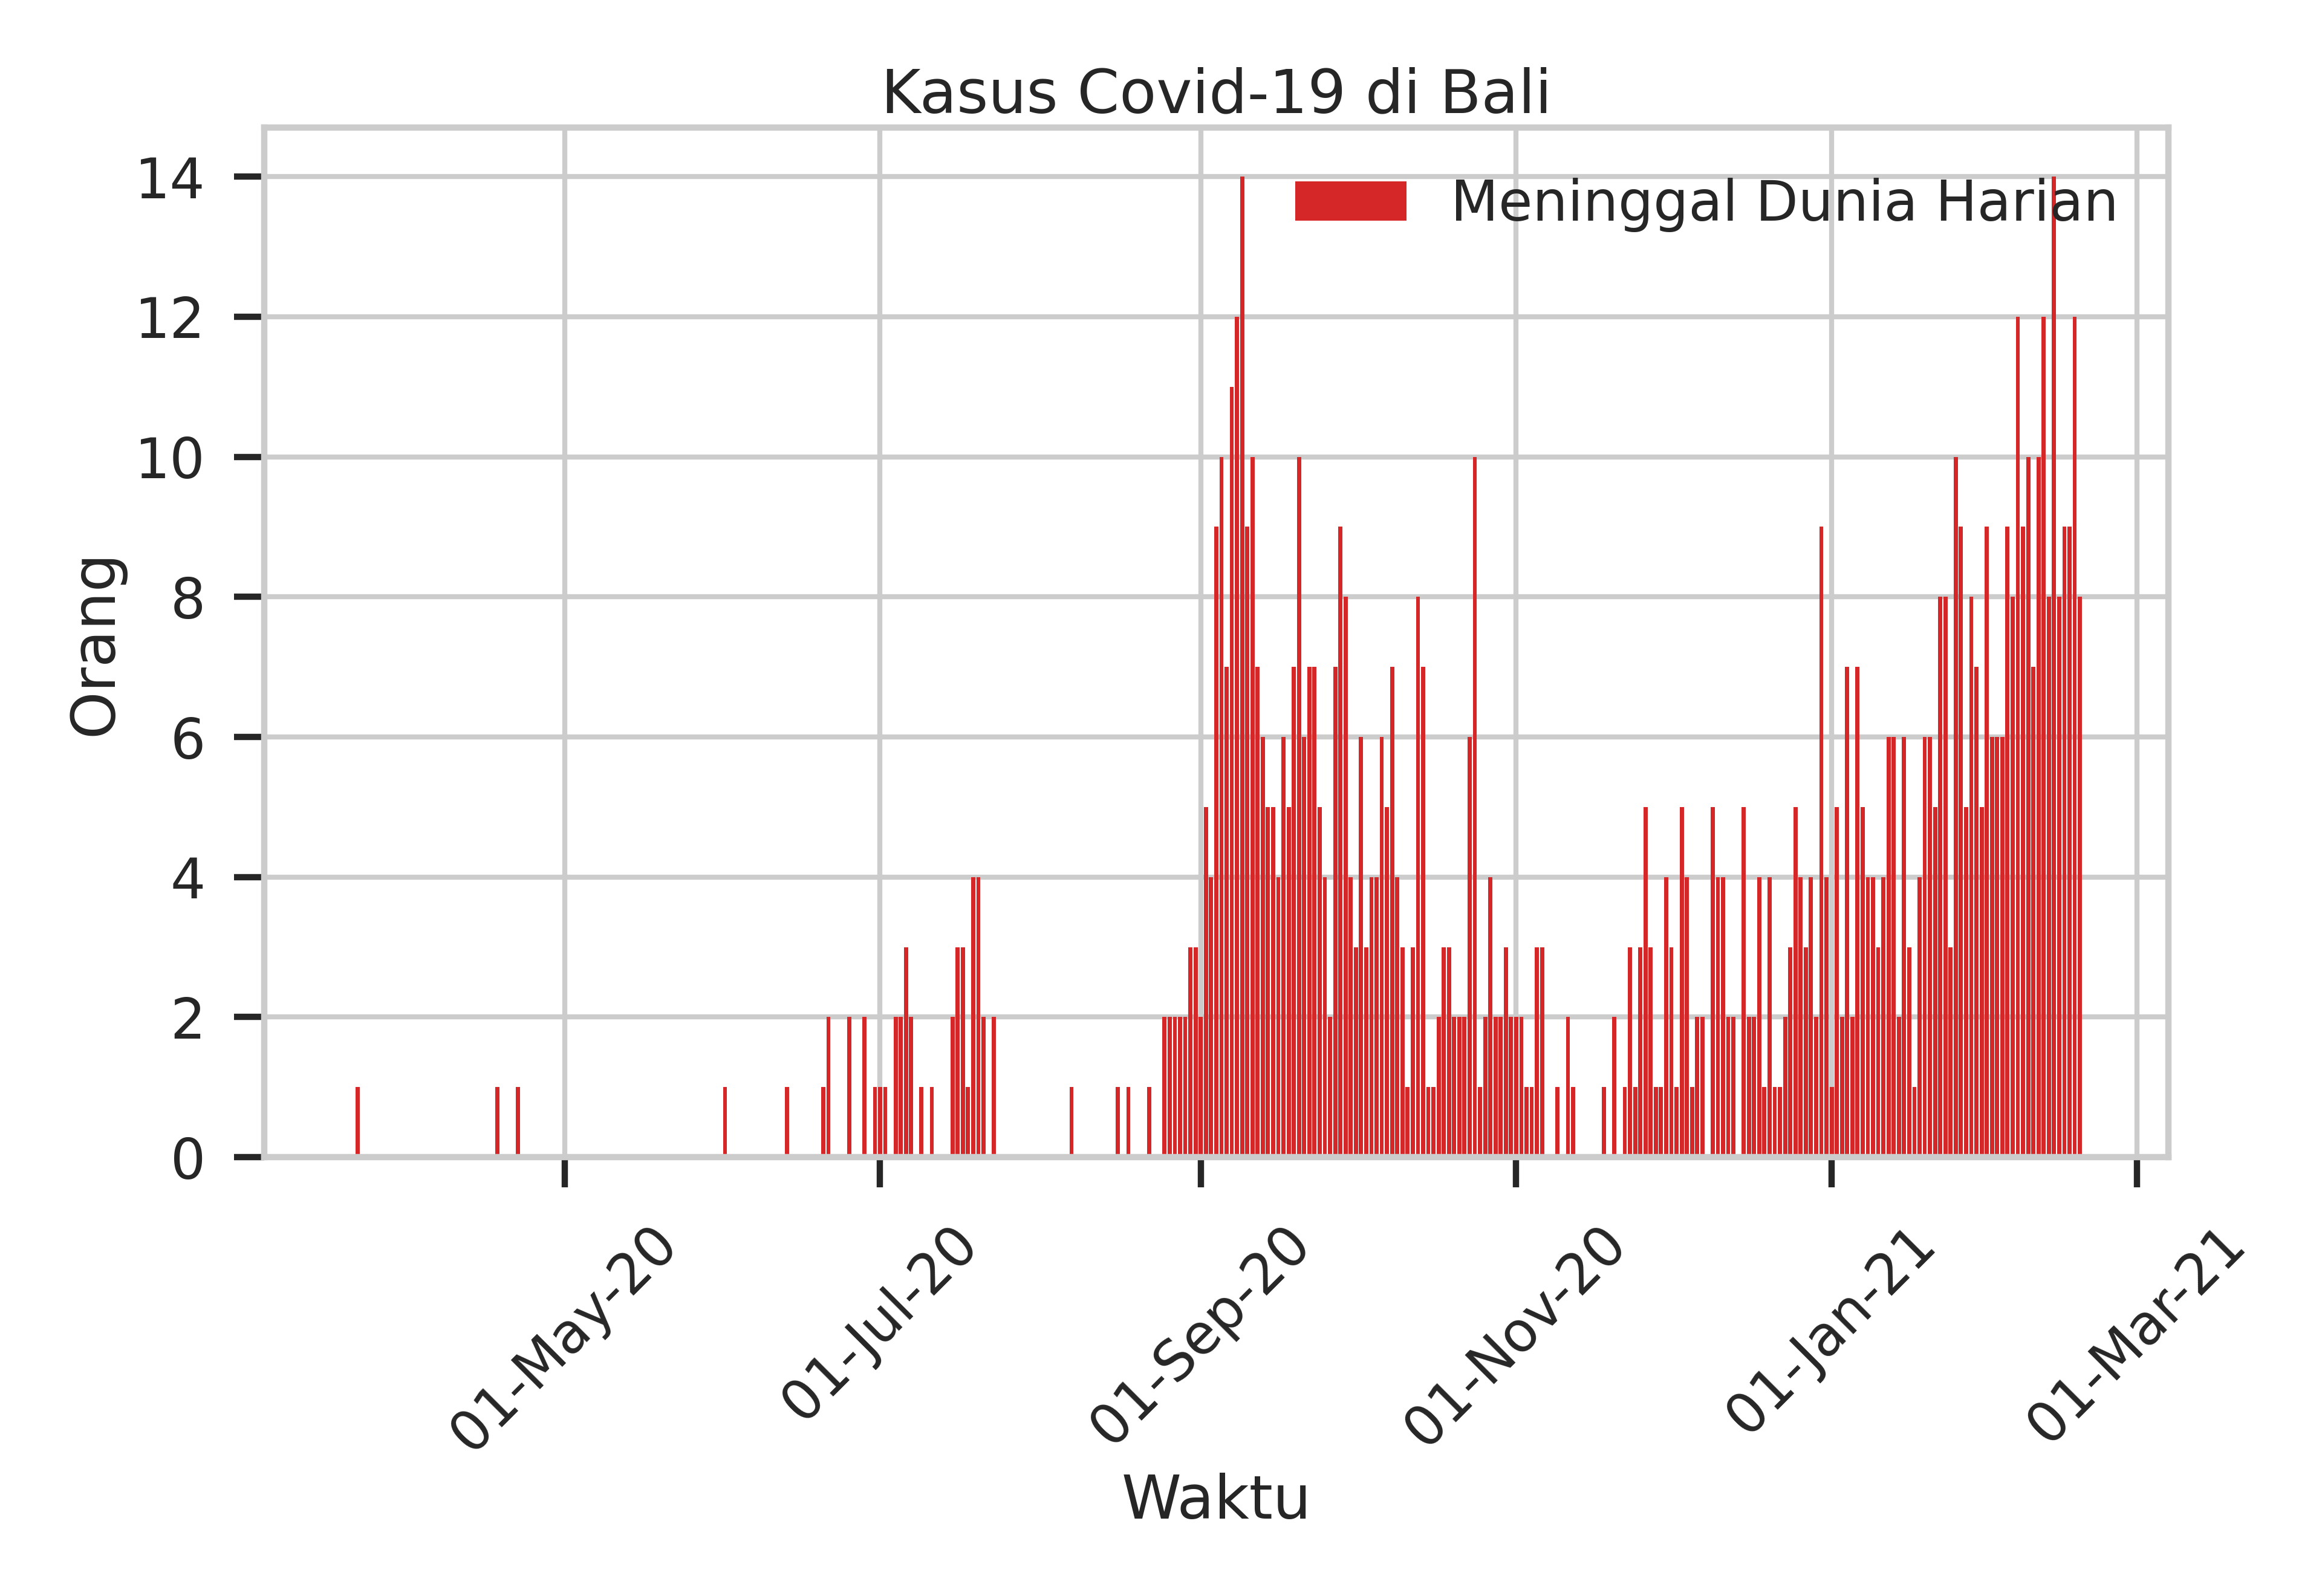 Kasus Covid-19 di Bali
Meninggal Dunia Harian
14
12
10
8
6
4
2
0
Orang
01-May-20
01-Jul-20
01-Sep-20
01-Nov-20
01-Jan-21
01-Mar-21
Waktu